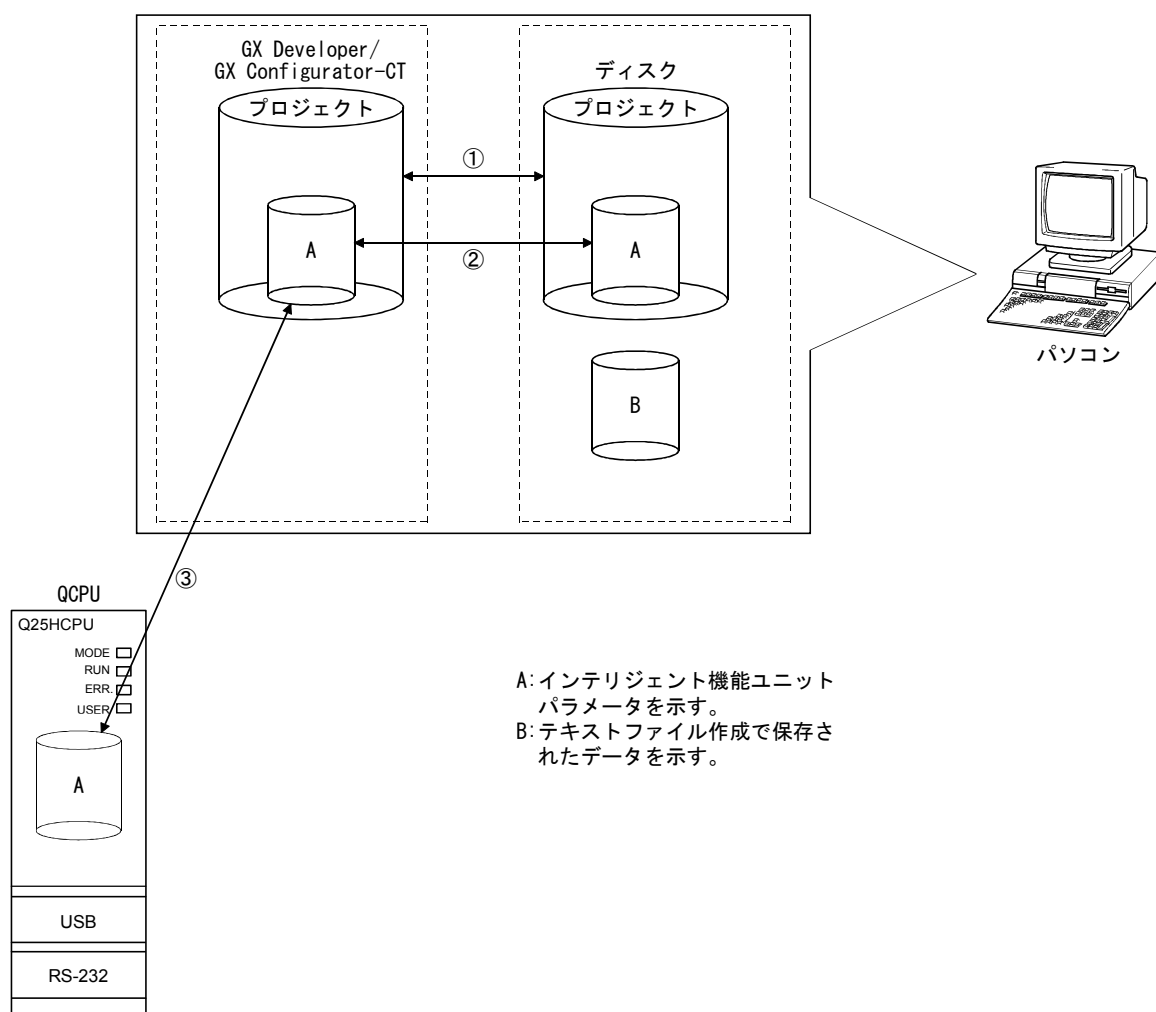 GX Developer/
GX Configurator-CT
プロジェクト
A
ディスク
プロジェクト
A
B
①
②
③
パソコン
QCPU
Q25HCPU
MODE
RUN
ERR.
USER
A
USB
RS-232
A:インテリジェント機能ユニット
パラメータを示す。
B:テキストファイル作成で保存さ
れたデータを示す。